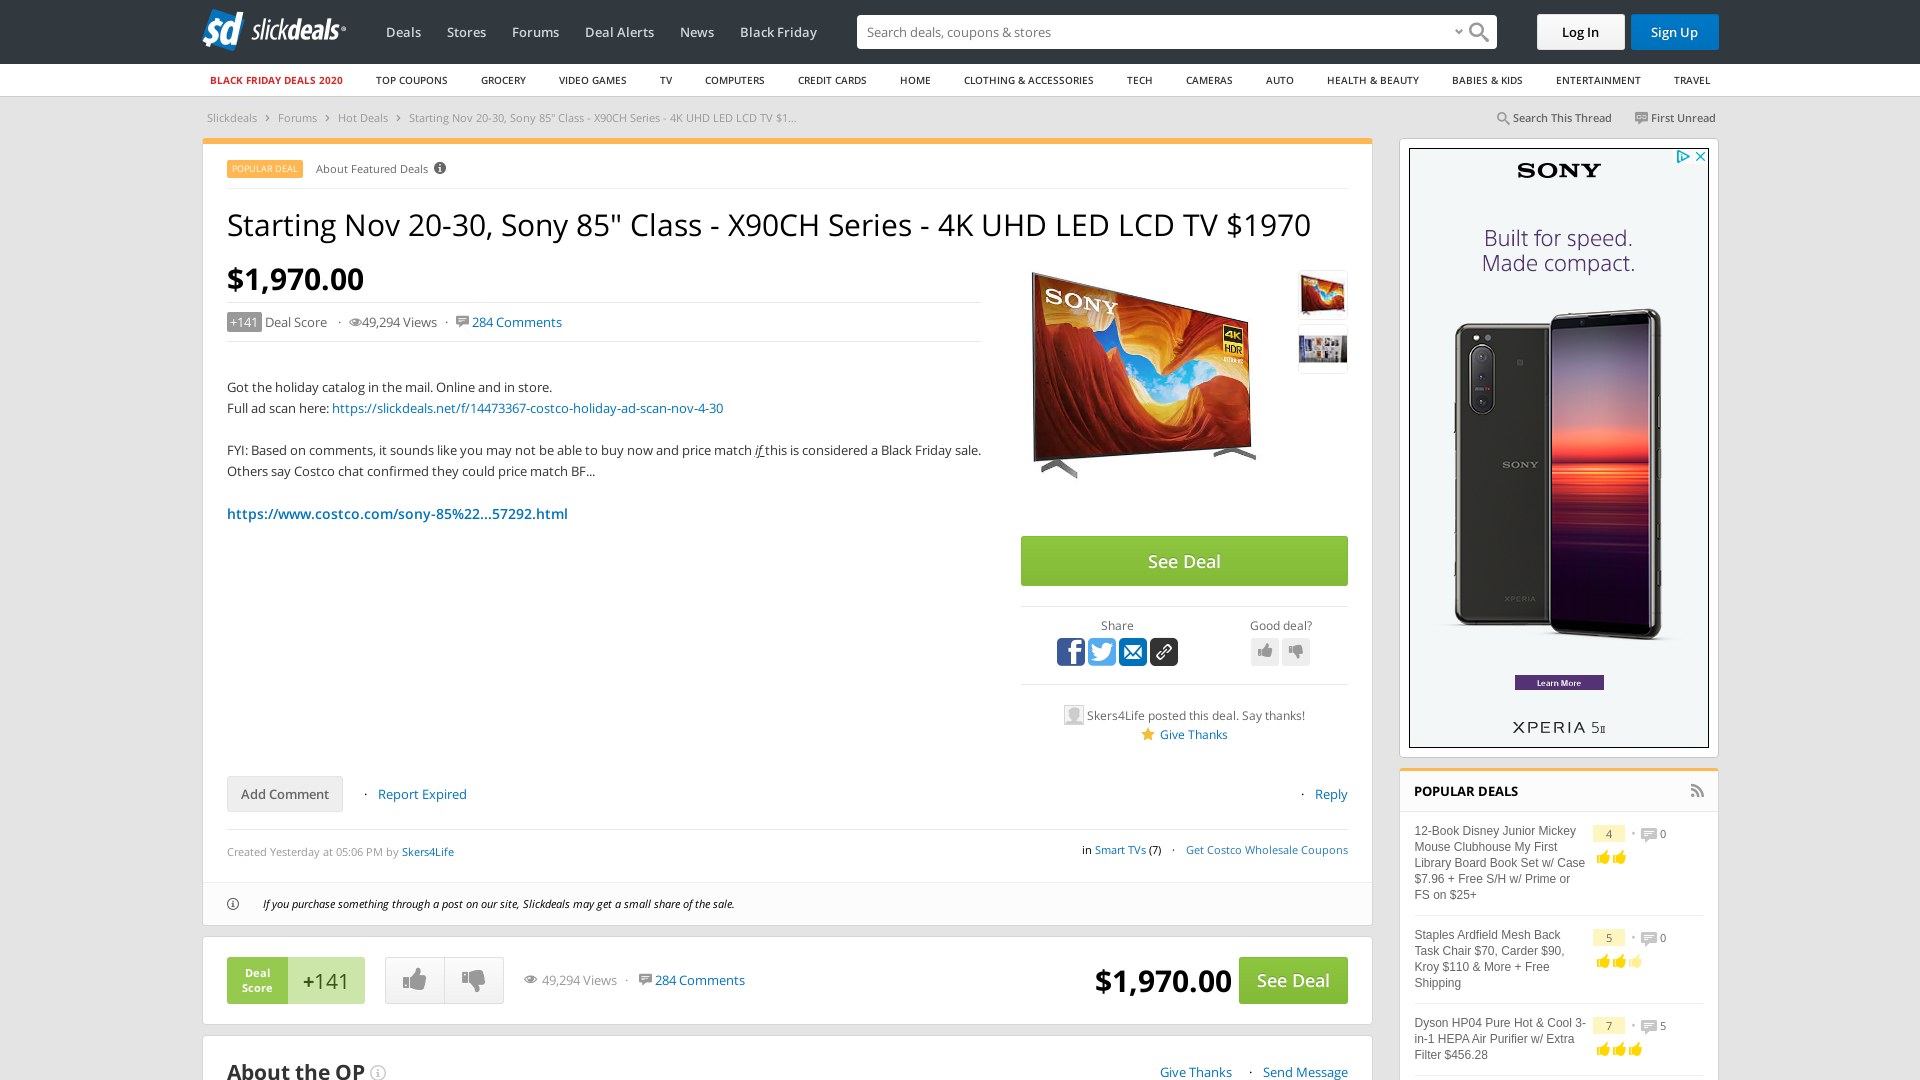 sd slickdeals
Deals Stores Forums Deal Alerts News Black Friday
Search deals, coupons & stores
Log In Sign Up
BLACK FRIDAY DEALS 2020 TOP COUPONS GROCERY VIDEO GAMES TV COMPUTERS CREDIT CARDS HOME CLOTHING & ACCESSORIES TECH CAMERAS AUTO HEALTH & BEAUTY BABIES & KIDS ENTERTAINMENT TRAVEL
Slickdeals › Forums › Hot Deals › Starting Nov 20-30, Sony 85" Class - X90CH Series - 4K UHD LED LCD TV $1...
Search This Thread First Unread
POPULAR DEAL About Featured Deals
Starting Nov 20-30, Sony 85" Class - X90CH Series - 4K UHD LED LCD TV $1970
$1,970.00
+141 Deal Score · 49,294 Views · 284 Comments
Got the holiday catalog in the mail. Online and in store.
Full ad scan here: https://slickdeals.net/f/14473367-costco-holiday-ad-scan-nov-4-30
FYI: Based on comments, it sounds like you may not be able to buy now and price match if this is considered a Black Friday sale.
Others say Costco chat confirmed they could price match BF...
https://www.costco.com/sony-85%22...57292.html
SONY
4K
HDR
ULTRA HD
See Deal
Share
Good deal?
Skers4Life posted this deal. Say thanks!
Give Thanks
Add Comment · Report Expired
· Reply
Created Yesterday at 05:06 PM by Skers4Life
in Smart TVs (7) · Get Costco Wholesale Coupons
If you purchase something through a post on our site, Slickdeals may get a small share of the sale.
Deal
Score
+141
49,294 Views · 284 Comments
$1,970.00 See Deal
About the OP
Give Thanks · Send Message
SONY
Built for speed.
Made compact.
SONY
XPERIA
Learn More
XPERIA 5 II
POPULAR DEALS
12-Book Disney Junior Mickey
Mouse Clubhouse My First
Library Board Book Set w/ Case
$7.96 + Free S/H w/ Prime or
FS on $25+
4 • 0
Staples Ardfield Mesh Back
Task Chair $70, Carder $90,
Kroy $110 & More + Free
Shipping
5 • 0
Dyson HP04 Pure Hot & Cool 3-
in-1 HEPA Air Purifier w/ Extra
Filter $456.28
7 • 5